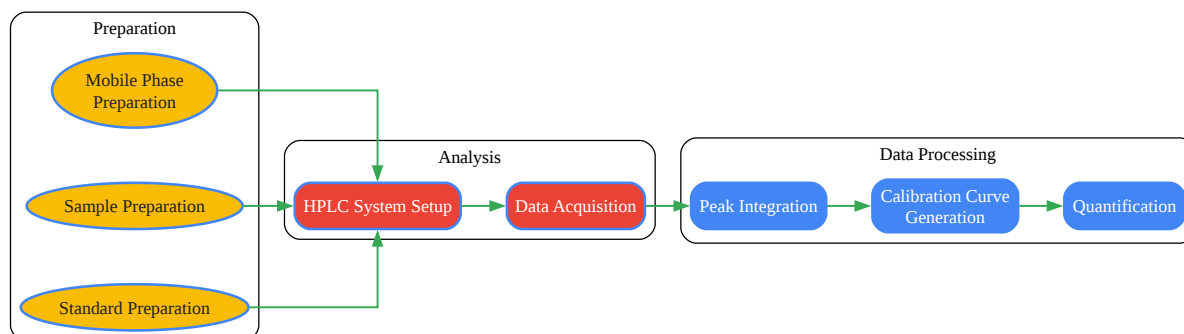 Preparation
Mobile Phase
Preparation
Sample Preparation
Standard Preparation
Analysis
HPLC System Setup
Data Acquisition
Data Processing
Peak Integration
Calibration Curve
Generation
Quantification